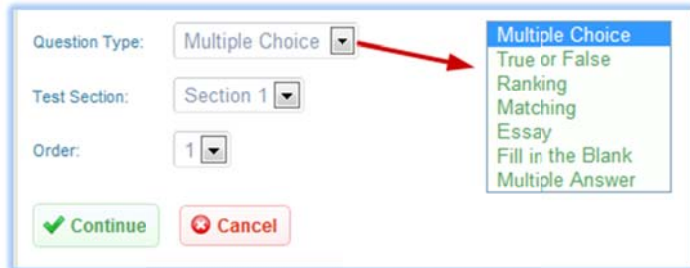 Question Type: Multiple Choice
Test Section: Section 1
Order: 1
Continue Cancel
Multiple Choice
True or False
Ranking
Matching
Essay
Fill in the Blank
Multiple Answer